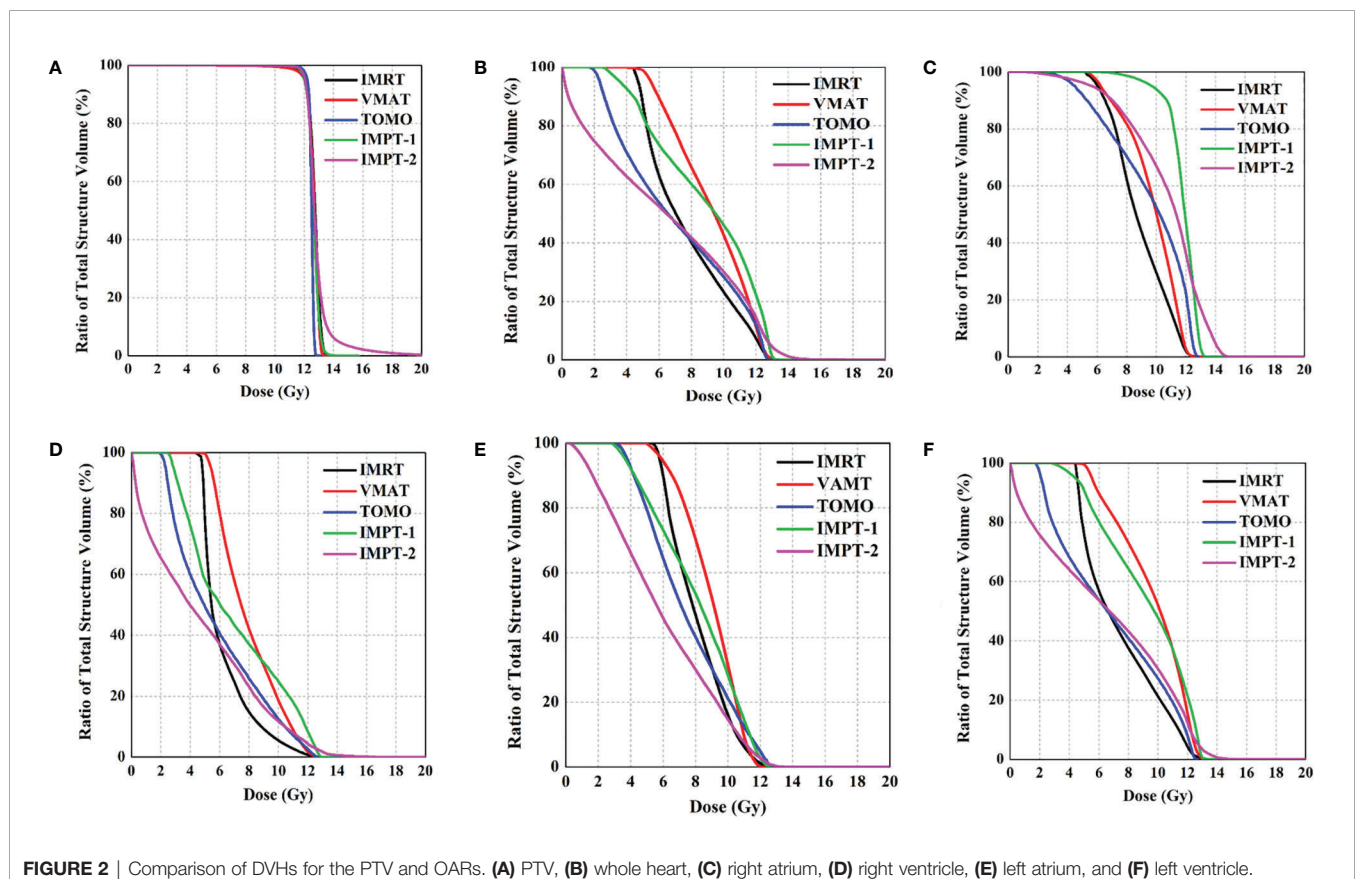 A
Ratio of Total Structure Volume (%)
100
80
60
40
20
0
0 2 4 6 8 10 12 14 16 18 20
Dose (Gy)
IMRT
VMAT
TOMO
IMPT-1
IMPT-2
B
Ratio of Total Structure Volume (%)
100
80
60
40
20
0
0 2 4 6 8 10 12 14 16 18 20
Dose (Gy)
IMRT
VMAT
TOMO
IMPT-1
IMPT-2
C
Ratio of Total Structure Volume (%)
100
80
60
40
20
0
0 2 4 6 8 10 12 14 16 18 20
Dose (Gy)
IMRT
VMAT
TOMO
IMPT-1
IMPT-2
D
Ratio of Total Structure Volume (%)
100
80
60
40
20
0
0 2 4 6 8 10 12 14 16 18 20
Dose (Gy)
IMRT
VMAT
TOMO
IMPT-1
IMPT-2
E
Ratio of Total Structure Volume (%)
100
80
60
40
20
0
0 2 4 6 8 10 12 14 16 18 20
Dose (Gy)
IMRT
VAMT
TOMO
IMPT-1
IMPT-2
F
Ratio of Total Structure Volume (%)
100
80
60
40
20
0
0 2 4 6 8 10 12 14 16 18 20
Dose (Gy)
IMRT
VMAT
TOMO
IMPT-1
IMPT-2
FIGURE 2 | Comparison of DVHs for the PTV and OARs. (A) PTV, (B) whole heart, (C) right atrium, (D) right ventricle, (E) left atrium, and (F) left ventricle.